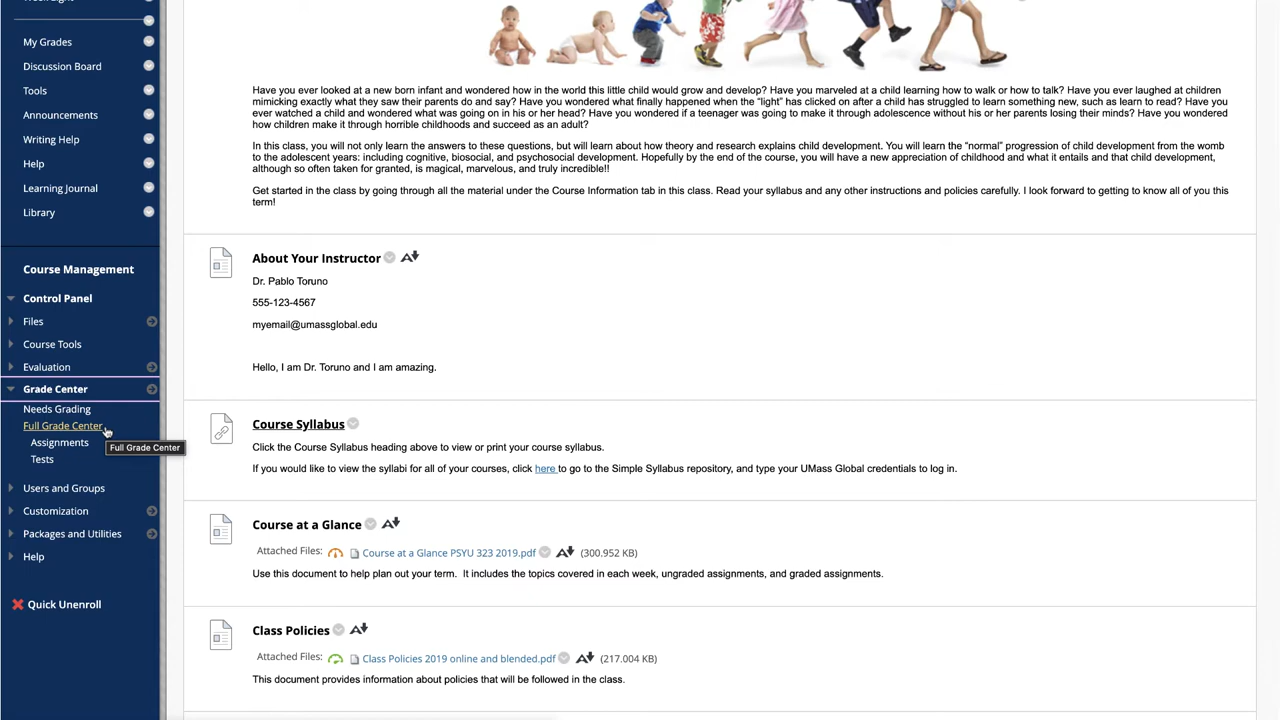 My Grades
Discussion Board
Tools
Announcements
Writing Help
Help
Learning Journal
Library
Course Management
Control Panel
Files
Course Tools
Evaluation
Grade Center
Needs Grading
Full Grade Center
Full Grade Center
Assignments
Tests
Users and Groups
Customization
Packages and Utilities
Help
Quick Unenroll
Have you ever looked at a new born infant and wondered how in the world this little child would grow and develop? Have you marveled at a child learning how to walk or how to talk? Have you ever laughed at children
mimicking exactly what they saw their parents do and say? Have you wondered what finally happened when the “light” has clicked on after a child has struggled to learn something new, such as learn to read? Have you
ever watched a child and wondered what was going on in his or her head? Have you wondered if a teenager was going to make it through adolescence without his or her parents losing their minds? Have you wondered
how children make it through horrible childhoods and succeed as an adult?
In this class, you will not only learn the answers to these questions, but will learn about how theory and research explains child development. You will learn the “normal” progression of child development from the womb
to the adolescent years: including cognitive, biosocial, and psychosocial development. Hopefully by the end of the course, you will have a new appreciation of childhood and what it entails and that child development,
although so often taken for granted, is magical, marvelous, and truly incredible!!
Get started in the class by going through all the material under the Course Information tab in this class. Read your syllabus and any other instructions and policies carefully. I look forward to getting to know all of you this
term!
About Your Instructor
Dr. Pablo Toruno
555-123-4567
myemail@umassglobal.edu
Hello, I am Dr. Toruno and I am amazing.
Course Syllabus
Click the Course Syllabus heading above to view or print your course syllabus.
If you would like to view the syllabi for all of your courses, click here to go to the Simple Syllabus repository, and type your UMass Global credentials to log in.
Course at a Glance
Attached Files: Course at a Glance PSYU 323 2019.pdf (300.952 KB)
Use this document to help plan out your term. It includes the topics covered in each week, ungraded assignments, and graded assignments.
Class Policies
Attached Files: Class Policies 2019 online and blended.pdf (217.004 KB)
This document provides information about policies that will be followed in the class.